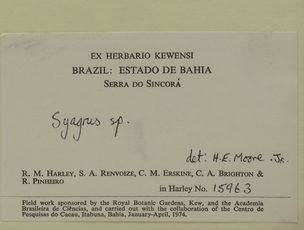 EX HERBARIO KEWENSI
BRAZIL: ESTADO DE BAHIA
SERRA DO SINCORÁ
Syagrus sp.
det: H.E. Moore. Jr.
R. M. HARLEY, S. A. RENVOIZE, C. M. ERSKINE, C. A. BRIGHTON &
R. PINHEIRO
in Harley No. 15963
Field work sponsored by the Royal Botanic Gardens, Kew, and the Academia
Brasileira de Ciências, and carried out with the collaboration of the Centro de
Pesquisas do Cacau, Itabuna, Bahia, January-April, 1974.